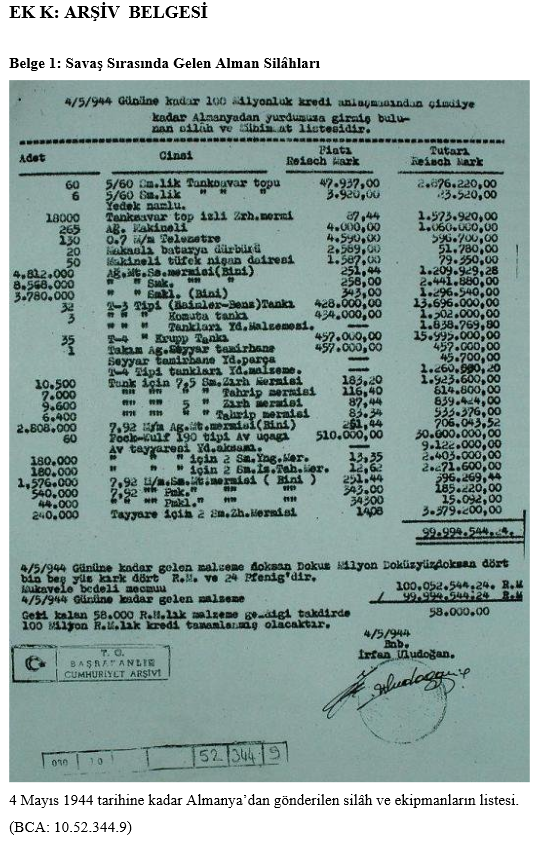 EK K: ARŞİV BELGESİ
Belge 1: Savaş Sırasında Gelen Alman Silâhları
4/5/944 Gününe kadar 100 Milyonluk kredi anlaşmasından şimdiye
kadar Almanyadan yurdumuza girmiş bulu-
nan silâh ve Mühimmat listesidir.
Adet Cinsi Fiatı Reisch Mark Tutarı Reisch Mark
60 5/60 Sm.lik Tanksavar topu 47.937,00 2.876.220,00
6 5/60 Sm.lik " " 3.920,00 23.520,00
Yedek namlu.
18000 Tanksavar top izli Zrh.mermi 87,44 1.573.920,00
265 Ağ. Makineli 4.000,00 1.060.000,00
130 0.7 M/m Telemetre 4.590,00 596.700,00
20 Makaslı batarya dürbünü 2.589,00 51.780,00
50 Makineli tüfek nişan dairesi 1.587,00 79.350,00
4.812.000 Ağ.Mt.Ss.mermisi(Bini) 251,44 1.209.929,28
8.568.000 " " Smk. " " 258,00 2.441.880,00
3.780.000 " " Smkl. (Bini) 343,00 1.296.540,00
32 T-3 Tipi (Daimler-Benz)Tankı 428.000,00 13.696.000,00
3 " " " Komuta tankı 434.000,00 1.302.000,00
" " " Tankları Yd.Malzemesi. 1.838.769,80
35 T-4 " Krupp Tankı 457.000,00 15.995.000,00
1 Takım Ağ.Seyyar tamirhane 457.000,00 457.000,00
Seyyar tamirhane Yd.parça 45.700,00
T-4 Tipi tankları Yd.malzeme.
10.500 Tank için 7,5 Sm.Zırh Mermisi 183,20 1.923.600,00
7.000 " " " " Tahrip mermisi 116,40 814.800,00
9.600 " " 5 " Zırh mermisi 87,44 839.424,00
6.400 " " " " Tahrip mermisi 83,34 533.376,00
2.808.000 7,92 M/m Ag.Mt.mermisi(Bini) 251,44 706.043,52
60 Fock-Wulf 190 tipi Av uçağı 510.000,00 30.600.000,00
Av tayyaresi Yd.aksamı. 9.122.000,00
180.000 " " için 2 Sm.Yng.Mer. 13,35 2.403.000,00
180.000 " " için 2 Sm.İs.Tah.Mer. 12,62 2.271.600,00
1,576.000 7,92 M/m.Sm.Mt.mermisi ( Bini ) 251.44 396.269,44
540.000 7,92 "" Pmk." "" "" 343.00 185.220,00
44.000 " "" Pmkl." "" "" 34300 15.092,00
240.000 Tayyare için 2 Sm.Zh.Mermisi 1408 3.379.200,00
99.994.544.24.
4/5/944 Gününe kadar gelen malzeme doksan Dokuz Milyon Doküzyüzdoksan dört
bin beş yüz kırk dört R.M. ve 24 Pfenig'dir.
Mukavele bedeli mecmuu 100.052.544.24. R.M
4/5/944 Gününe kadar gelen malzeme 99.994.544:24 R.M
Geri kalan 58.000 R.M.lık malzeme geldigi takdirde 58.000,00
100 Milyon R.M.lık kredi tamamlanmış olacaktır.
4/5/944
Bnb.
İrfan Uludoğan.
T. C.
BAŞBAKANLIK
CUMHURİYET ARŞİVİ
030 10 52 344 9
4 Mayıs 1944 tarihine kadar Almanya’dan gönderilen silâh ve ekipmanların listesi.
(BCA: 10.52.344.9)